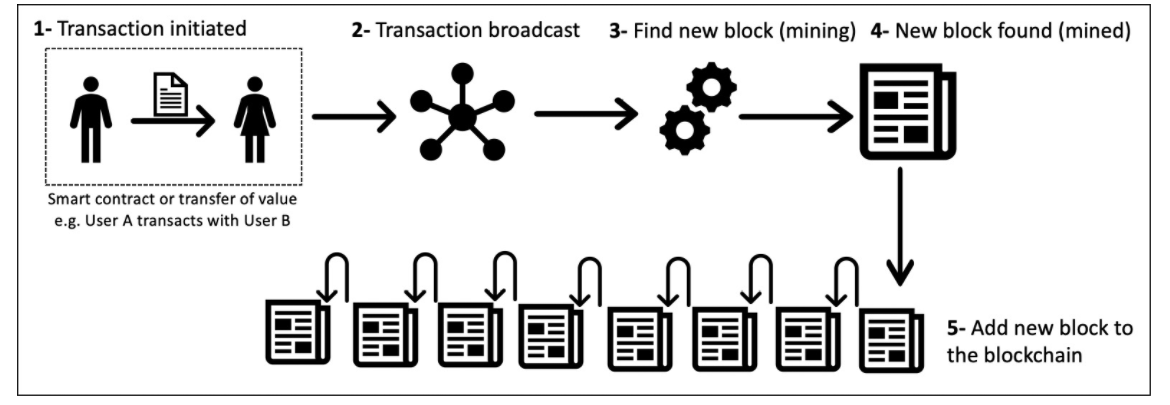 1- Transaction initiated
2- Transaction broadcast
3- Find new block (mining)
4- New block found (mined)
Smart contract or transfer of value
e.g. User A transacts with User B
5- Add new block to
the blockchain